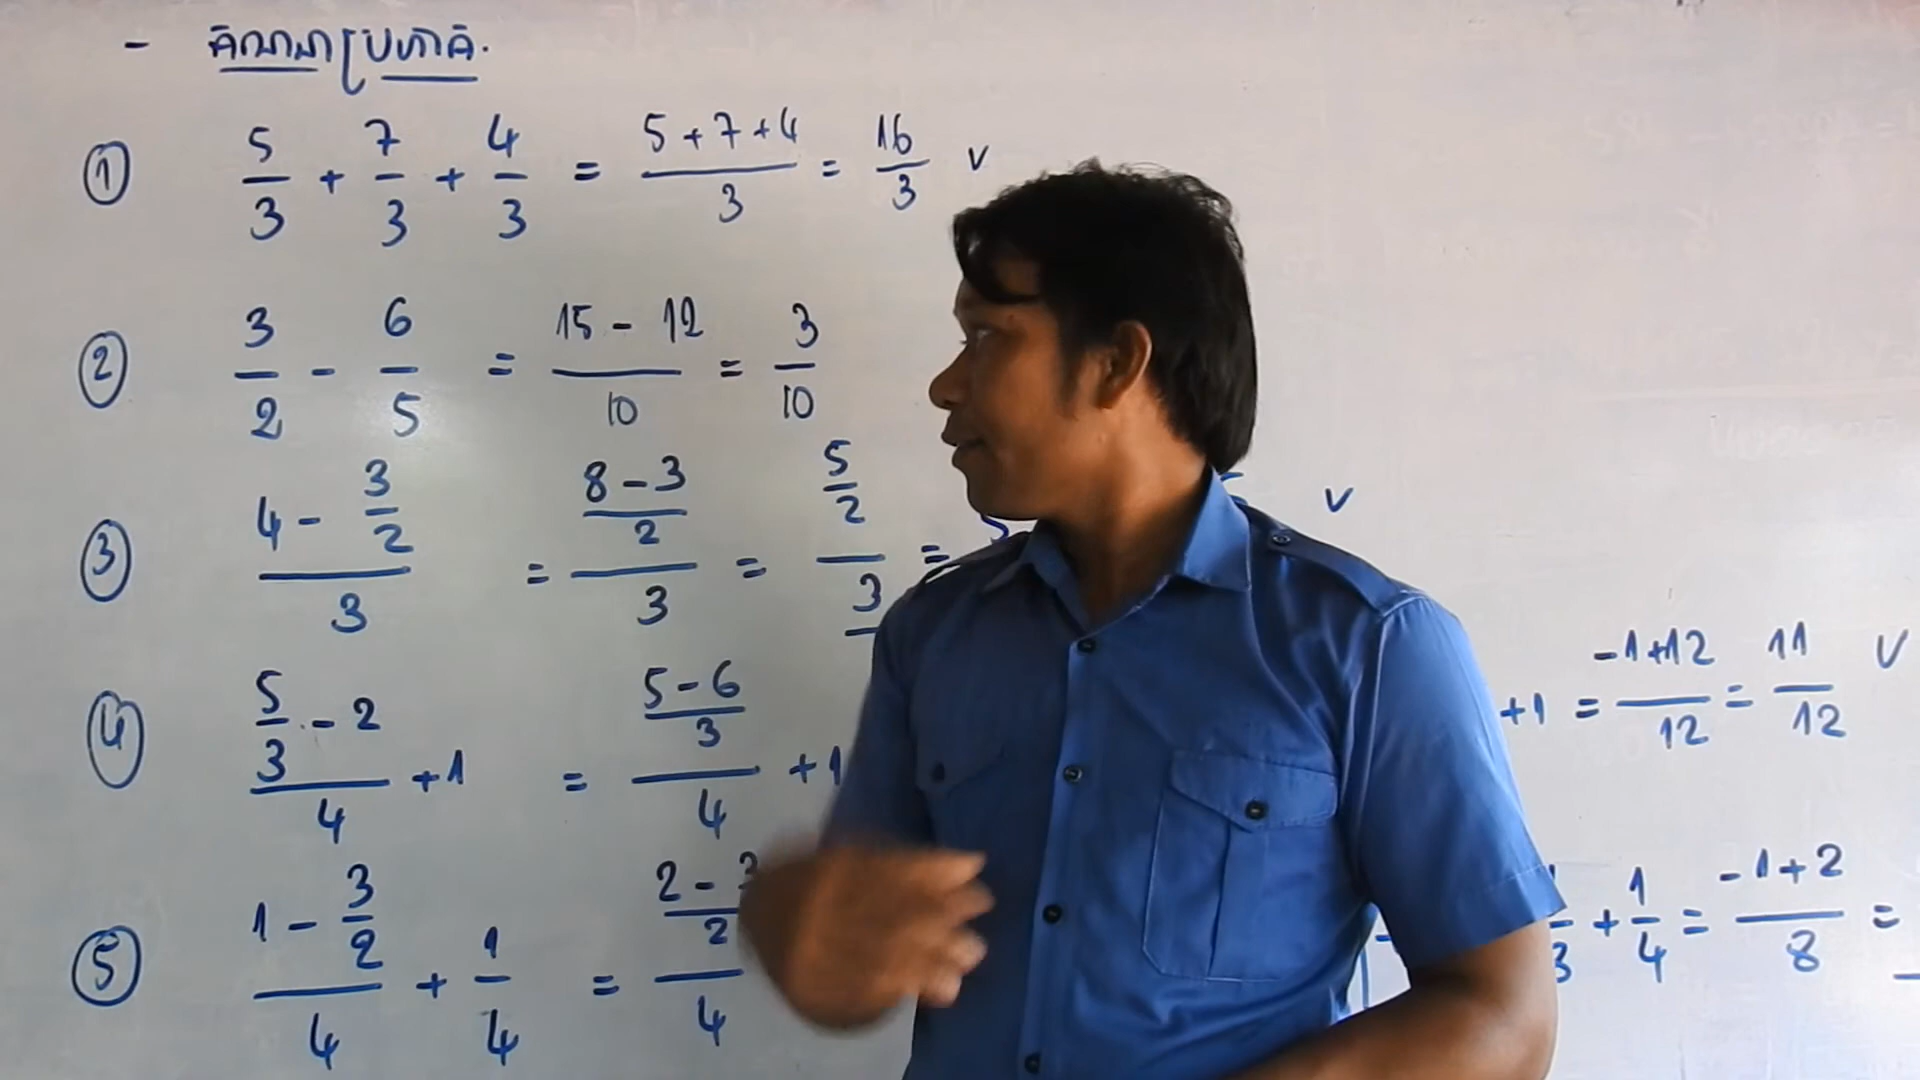 - គណនាប្រភាគ.
① 5/3 + 7/3 + 4/3 = (5+7+4)/3 = 16/3 v
② 3/2 - 6/5 = (15 - 12)/10 = 3/10
③ (4 - 3/2)/3 = ((8-3)/2)/3 = (5/2)/3 = v
④ (5/3 - 2)/4 + 1 = ((5-6)/3)/4 + 1 +1 = (-1+12)/12 = 11/12 v
⑤ (1 - 3/2)/4 + 1/4 = ((2 - 3)/2)/4 + 1/4 = (-1+2)/8 =